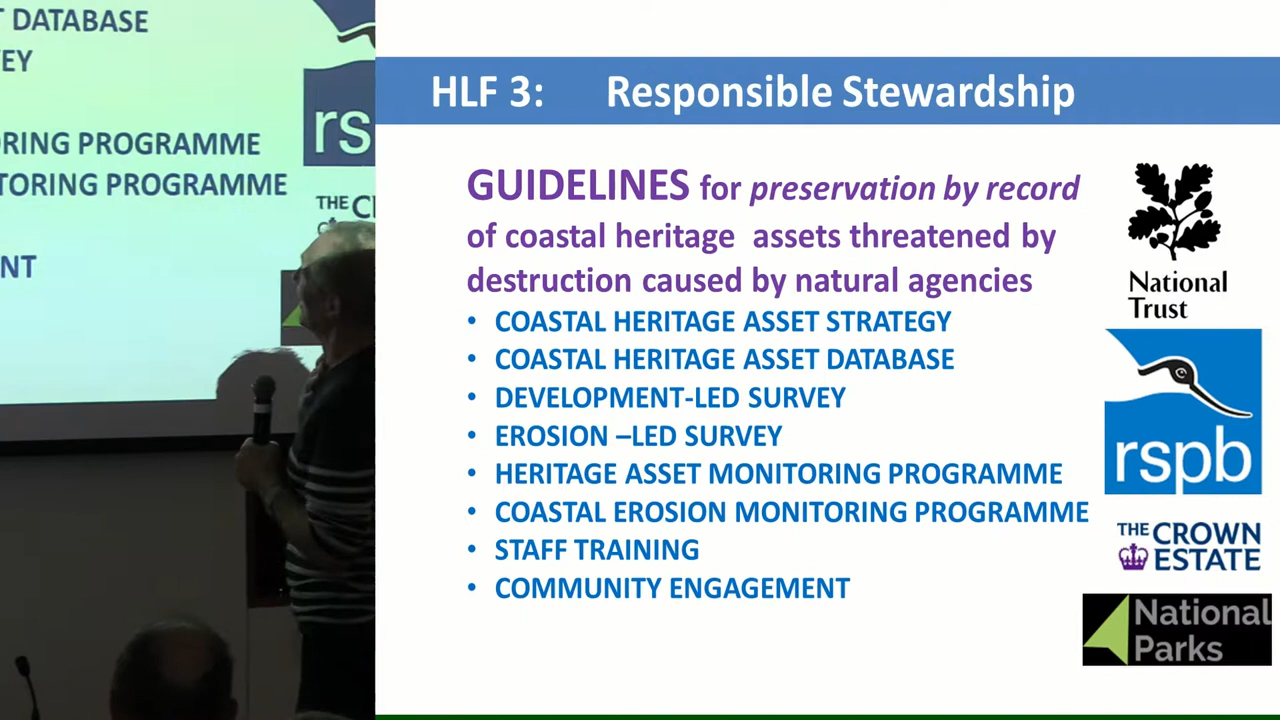 T DATABASE
EY
rs
ORING PROGRAMME
TORING PROGRAMME
THE C
NT
HLF 3: Responsible Stewardship
GUIDELINES for preservation by record
of coastal heritage assets threatened by
destruction caused by natural agencies
• COASTAL HERITAGE ASSET STRATEGY
• COASTAL HERITAGE ASSET DATABASE
• DEVELOPMENT-LED SURVEY
• EROSION –LED SURVEY
• HERITAGE ASSET MONITORING PROGRAMME
• COASTAL EROSION MONITORING PROGRAMME
• STAFF TRAINING
• COMMUNITY ENGAGEMENT
National
Trust
rspb
THE CROWN
ESTATE
National
Parks